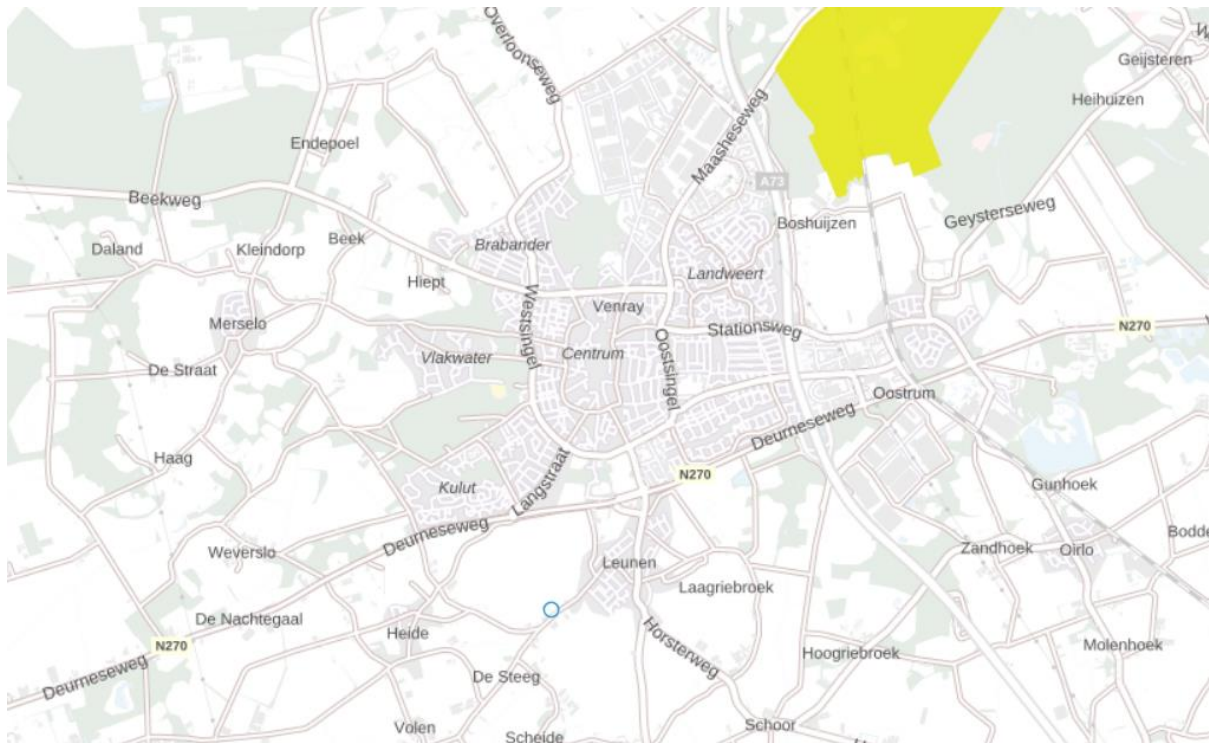 Overloonseweg
Geijsteren
Heihuizen
Maasheseweg
Endepoel
A73
Beekweg
Geysterseweg
Boshuijzen
Daland
Kleindorp
Beek
Brabander
Landweert
Hiept
Venray
Merselo
Westsingel
Stationsweg
N270
Vlakwater
Centrum
Oostsingel
De Straat
Oostrum
Deurneseweg
Haag
Langstraat
N270
Kulut
Gunhoek
Deurneseweg
Weverslo
Leunen
Zandhoek
Oirlo
Bodde
Laagriebroek
De Nachtegaal
Heide
N270
Horsterweg
Hoogriebroek
Molenhoek
Deurneseweg
De Steeg
Volen
Scheide
Schoor